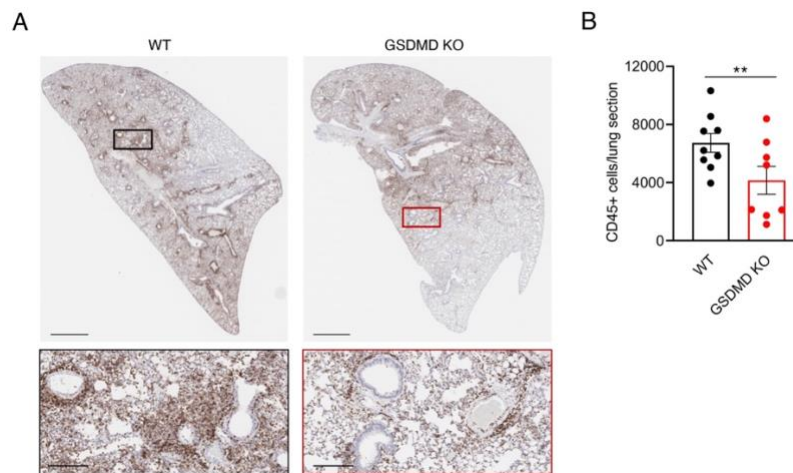 A
WT
GSDMD KO
B
CD45+ cells/lung section
12000
8000
4000
0
**
WT
GSDMD KO